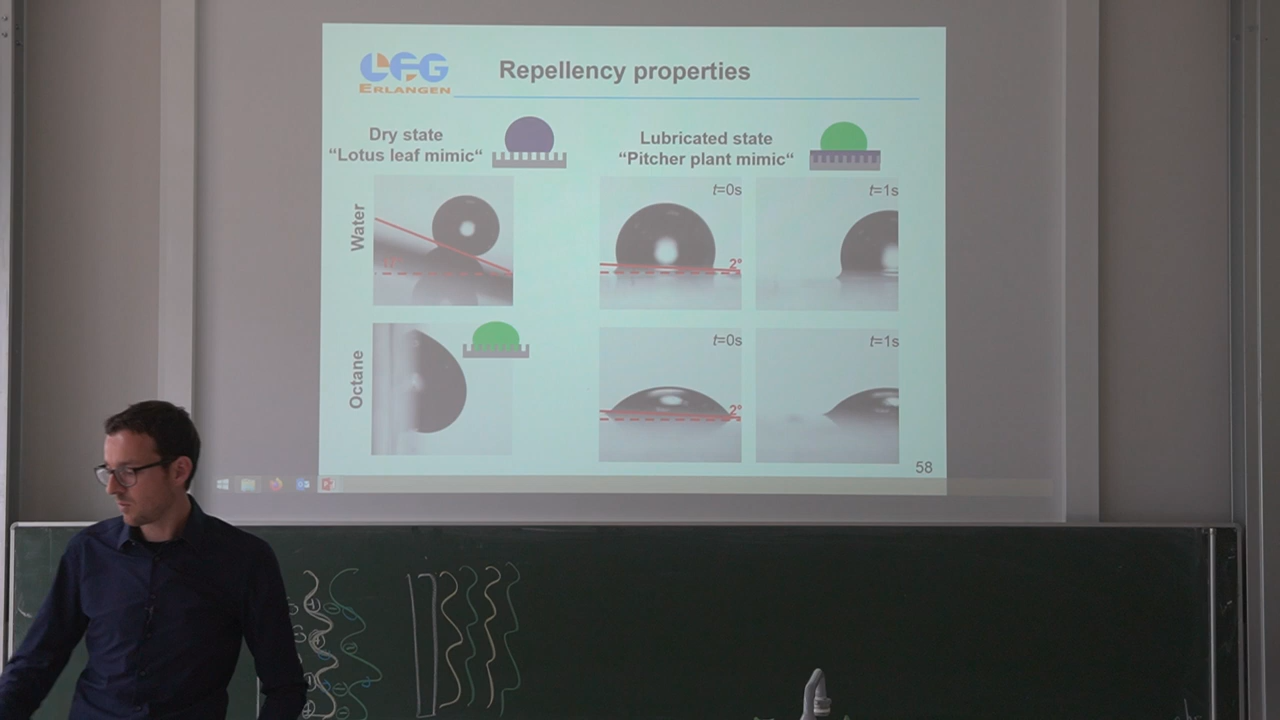 LFG
ERLANGEN
Repellency properties
Dry state
“Lotus leaf mimic“
Lubricated state
“Pitcher plant mimic“
Water
t=0s
2°
t=1s
Octane
t=0s
2°
t=1s
58